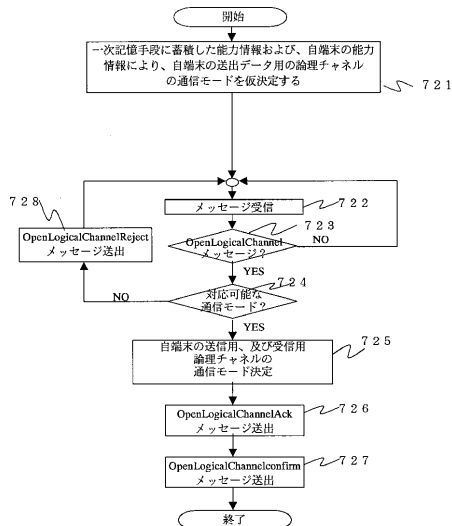 開始
一次記憶手段に蓄積した能力情報および、自端末の能力
情報により、自端末の送出データ用の論理チャネル
の通信モードを仮決定する
721
728
メッセージ受信
722
723
OpenLogicalChannelReject
メッセージ送出
OpenLogicalChannel
メッセージ？
NO
YES
724
NO
対応可能な
通信モード？
YES
725
自端末の送信用、及び受信用
論理チャネルの
通信モード決定
OpenLogicalChannelAck
メッセージ送出
726
OpenLogicalChannelconfirm
メッセージ送出
727
終了